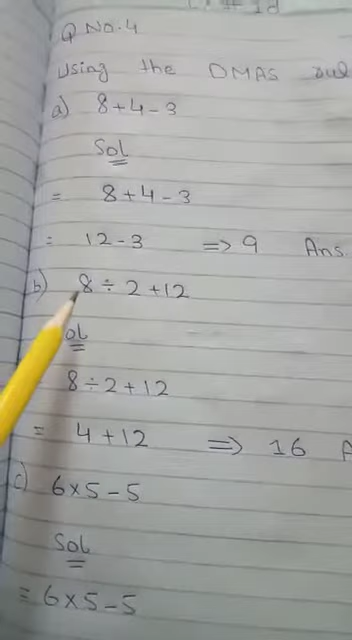 Q No.4
Using the DMAS
a) 8+4-3
Sol
= 8+4-3
= 12-3 => 9 Ans.
b) 8÷2+12
ol
8÷2+12
= 4+12 => 16 A
c) 6×5-5
Sol
= 6×5-5